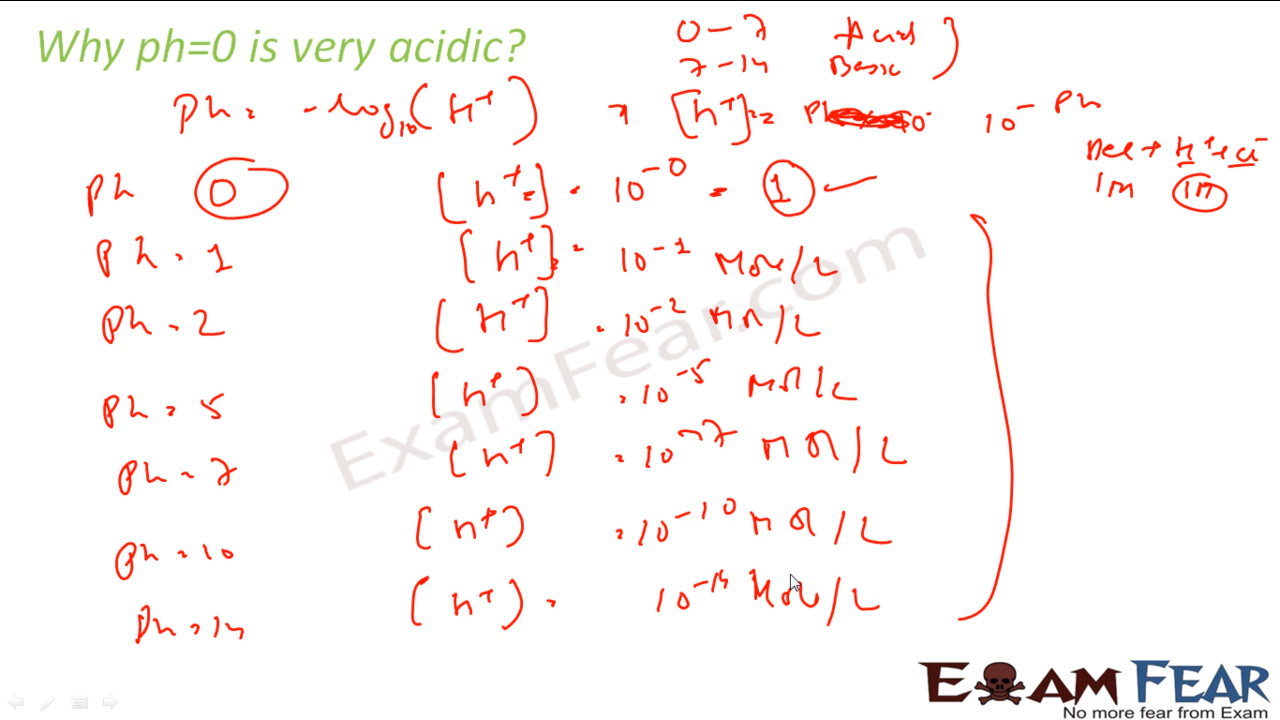 Why ph=0 is very acidic?
0-7 Acid
7-14 Basic
Ph = -log10(H+) [h+] = 10^-Ph
Hcl → H+ + cl-
1M 1M
Ph 0 [h+] = 10^-0 = 1
Ph = 1 [h+] = 10^-1 Mole/L
Ph = 2 [h+] = 10^-2 Mol/L
Ph = 5 [h+] = 10^-5 Mol/L
Ph = 7 [h+] = 10^-7 Mol/L
Ph = 10 [h+] = 10^-10 Mol/L
Ph = 14 [h+] = 10^-14 Mole/L
ExamFear.com
EXAM FEAR
No more fear from Exam